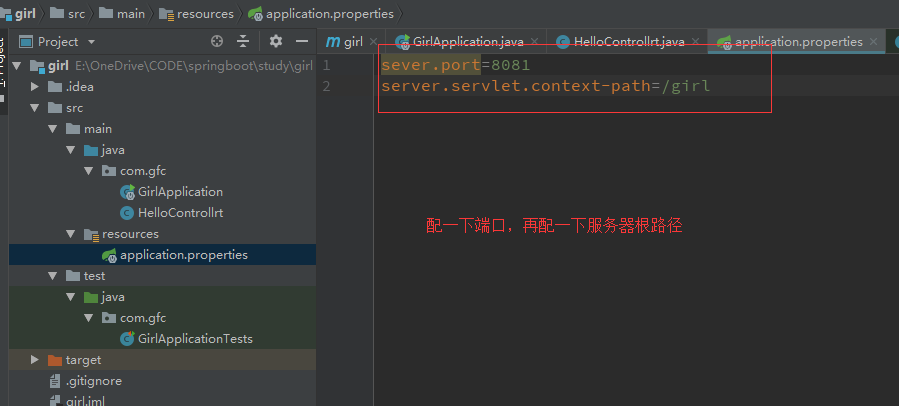 girl src main resources application.properties
Project
girl GirlApplication.java HelloControllrt.java application.properties
girl E:\OneDrive\CODE\springboot\study\girl
.idea
src
main
java
com.gfc
GirlApplication
HelloControllrt
resources
application.properties
test
java
com.gfc
GirlApplicationTests
target
.gitignore
girl.iml
1 sever.port=8081
2 server.servlet.context-path=/girl
配一下端口，再配一下服务器根路径